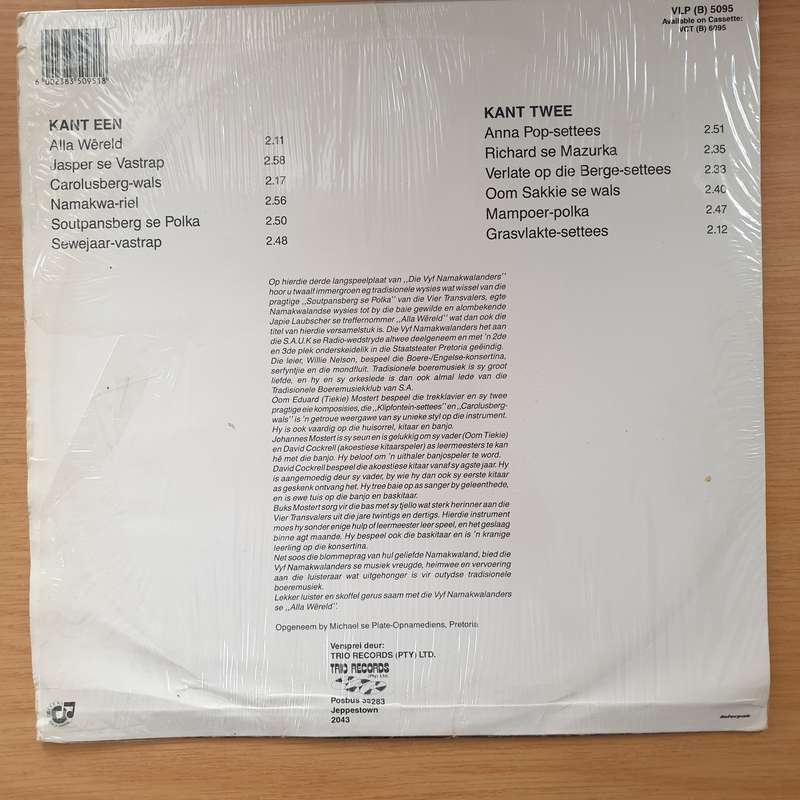 VLP (B) 5095
Available on Cassette:
VCT (B) 6095
6 002383 509518
KANT EEN
Alla Wêreld 2.11
Jasper se Vastrap 2.58
Carolusberg-wals 2.17
Namakwa-riel 2.56
Soutpansberg se Polka 2.50
Sewejaar-vastrap 2.48
KANT TWEE
Anna Pop-settees 2.51
Richard se Mazurka 2.35
Verlate op die Berge-settees 2.33
Oom Sakkie se wals 2.40
Mampoer-polka 2.47
Grasvlakte-settees 2.12
Op hierdie derde langspeelplaat van ,,Die Vyf Namakwalanders"
hoor u twaalf immergroen eg tradisionele wysies wat wissel van die
pragtige ,,Soutpansberg se Polka" van die Vier Transvalers, egte
Namakwalandse wysies tot by die baie gewilde en alombekende
Japie Laubscher se treffernommer ,,Alla Wêreld" wat dan ook die
titel van hierdie versamelstuk is. Die Vyf Namakwalanders het aan
die S.A.U.K se Radio-wedstryde altwee deelgeneem en met 'n 2de
en 3de plek onderskeidelik in die Staatsteater Pretoria geëindig.
Die leier, Willie Nelson, bespeel die Boere-/Engelse-konsertina,
serfyntjie en die mondfluit. Tradisionele boeremusiek is sy groot
liefde, en hy en sy orkeslede is dan ook almal lede van die
Tradisionele Boeremusiekklub van S.A.
Oom Eduard (Tiekie) Mostert bespeel die trekklavier en sy twee
pragtige eie komposisies, die ,,Klipfontein-settees" en ,,Carolusberg-
wals" is 'n getroue weergawe van sy unieke styl op die instrument.
Hy is ook vaardig op die huisorrel, kitaar en banjo.
Johannes Mostert is sy seun en is gelukkig om sy vader (Oom Tiekie)
en David Cockrell (akoestiese kitaarspeler) as leermeesters te kan
hê met die banjo. Hy beloof om 'n uithaler banjospeler te word.
David Cockrell bespeel die akoestiese kitaar vanaf sy agste jaar. Hy
is aangemoedig deur sy vader, by wie hy dan ook sy eerste kitaar
as geskenk ontvang het. Hy tree baie op as sanger by geleenthede,
en is ewe tuis op die banjo en baskitaar.
Buks Mostert sorg vir die bas met sy tjello wat sterk herinner aan die
Vier Transvalers uit die jare twintigs en dertigs. Hierdie instrument
moes hy sonder enige hulp of leermeester leer speel, en het geslaag
binne agt maande. Hy bespeel ook die baskitaar en is 'n kranige
leerling op die konsertina.
Net soos die blommeprag van hul geliefde Namakwaland, bied die
Vyf Namakwalanders se musiek vreugde, heimwee en vervoering
aan die luisteraar wat uitgehonger is vir outydse tradisionele
boeremusiek.
Lekker luister en skoffel gerus saam met die Vyf Namakwalanders
se ,,Alla Wêreld".
Opgeneem by Michael se Plate-Opnamediens, Pretoria
Versprei deur:
TRIO RECORDS (PTY) LTD.
TRIO RECORDS
(Pty) Ltd.
Posbus 35283
Jeppestown
2043
Interpak